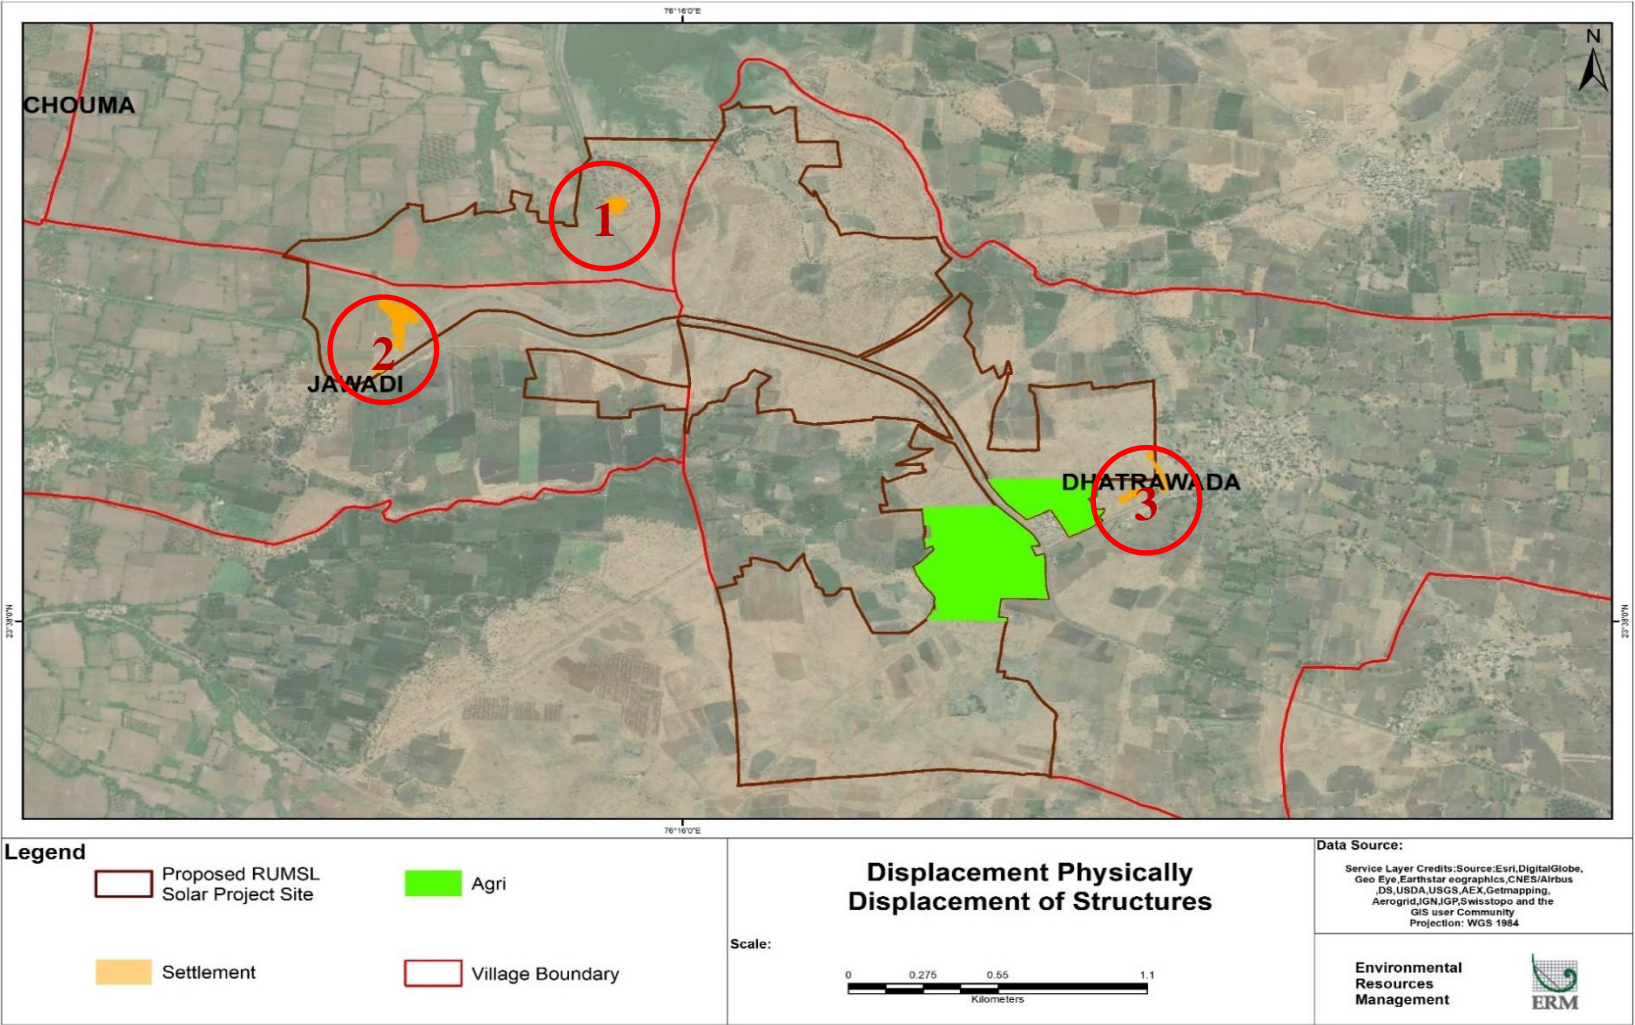 76°16'0"E
N
CHOUMA
1
2
JAWADI
DHATRAWADA
3
23°38'0"N
23°38'0"N
76°16'0"E
Legend
Proposed RUMSL
Solar Project Site
Agri
Settlement
Village Boundary
Displacement Physically
Displacement of Structures
Scale:
0 0.275 0.55 1.1
Kilometers
Data Source:
Service Layer Credits:Source:Esri,DigitalGlobe,
Geo Eye,Earthstar eographics,CNES/Airbus
,DS,USDA,USGS,AEX,Getmapping,
Aerogrid,IGN,IGP,Swisstopo and the
GIS user Community
Projection: WGS 1984
Environmental
Resources
Management
ERM